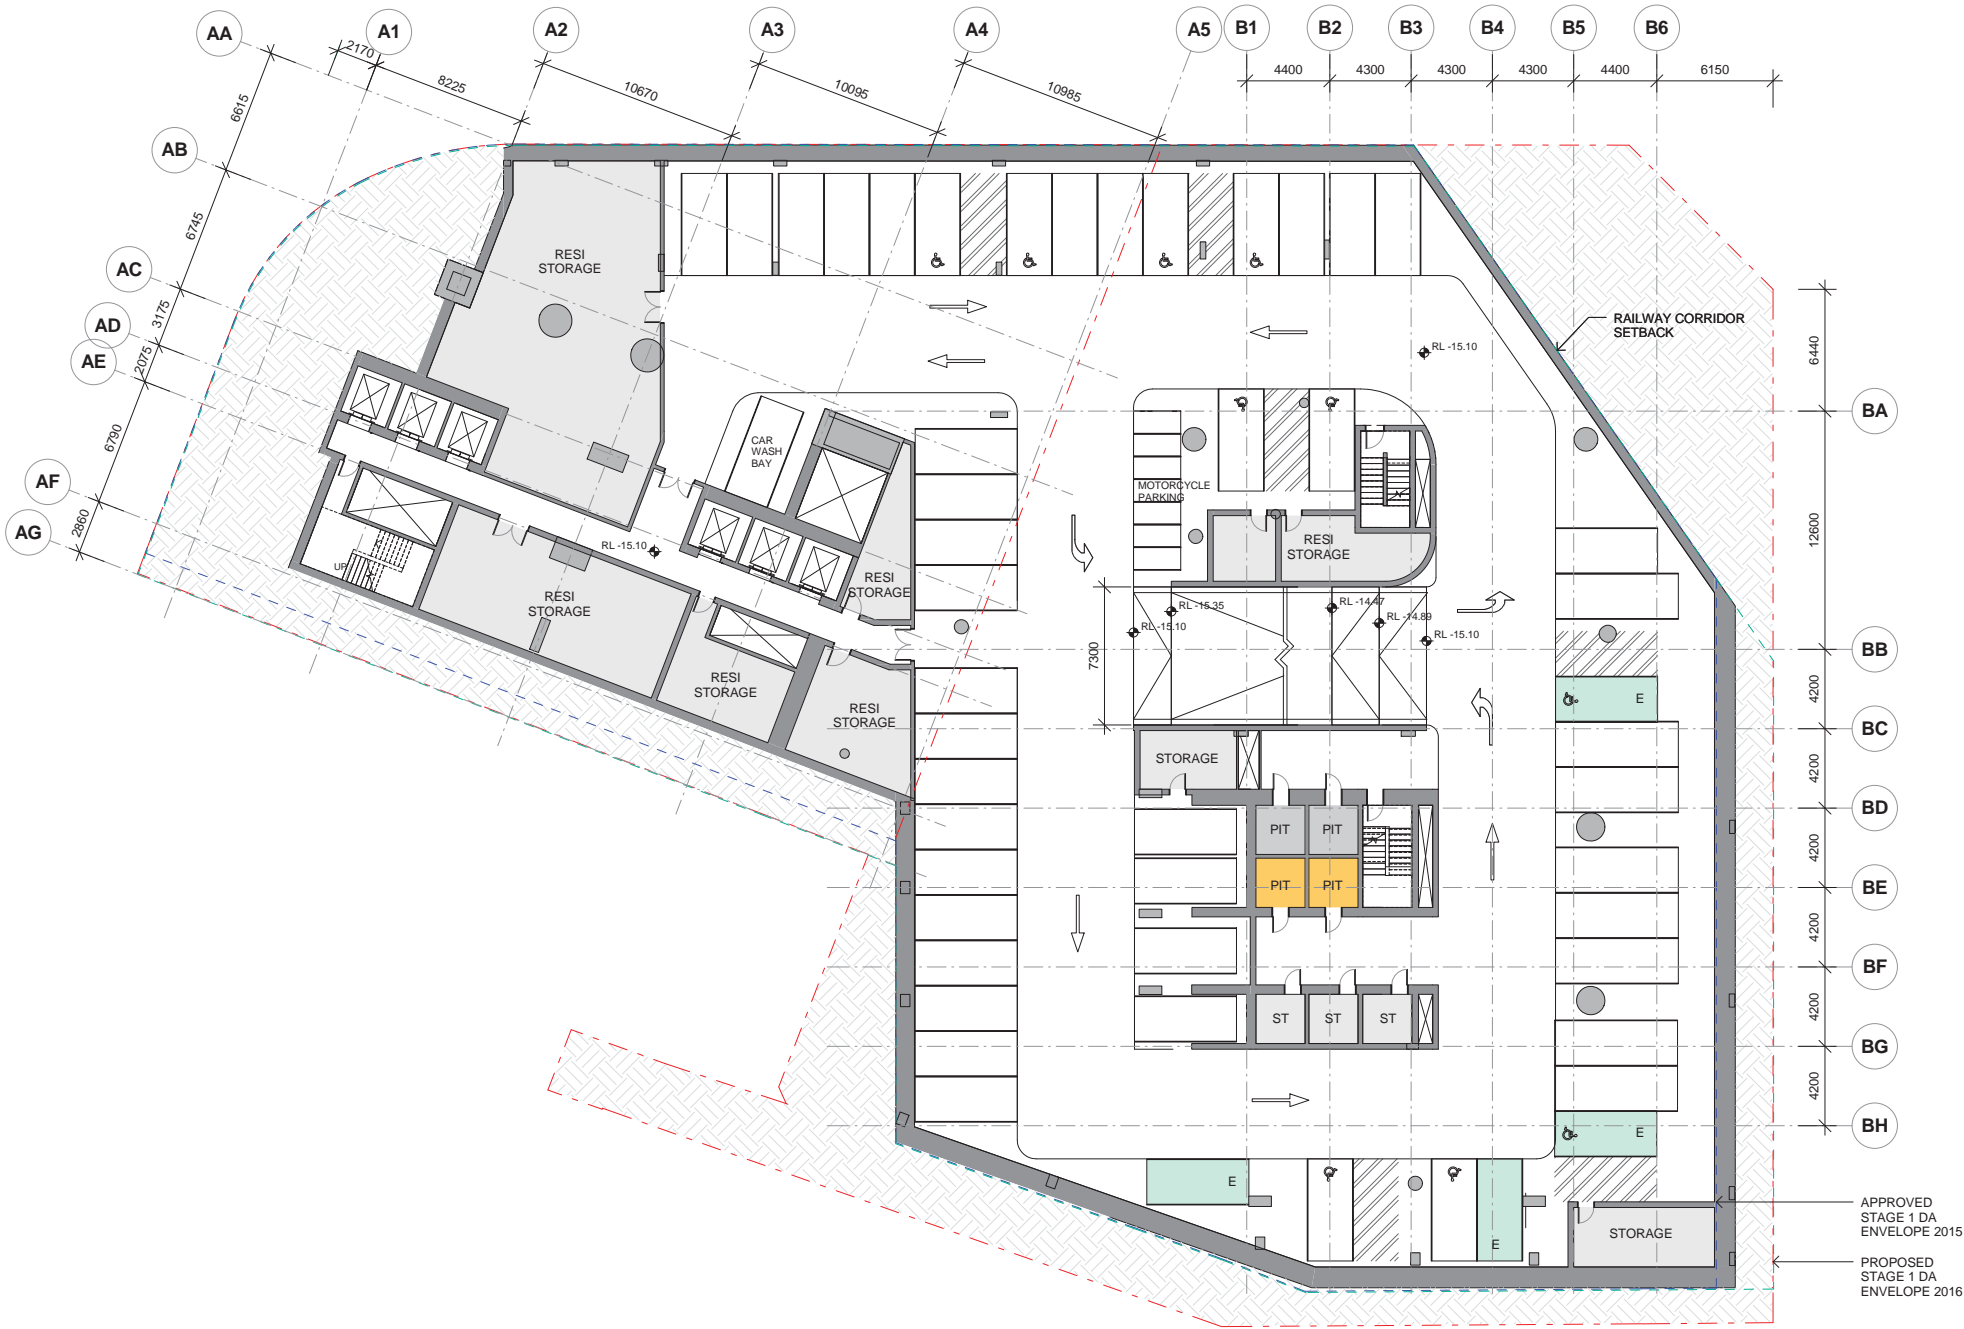 AA
A1
A2
A3
A4
A5
B1
B2
B3
B4
B5
B6
2170
8225
10670
10095
10985
4400
4300
4300
4300
4400
6150
6615
AB
6745
AC
3175
AD
2075
AE
6790
AF
2860
AG
RESI
STORAGE
RAILWAY CORRIDOR
SETBACK
RL -15.10
6440
BA
CAR
WASH
BAY
MOTORCYCLE
PARKING
12600
RL -15.10
RESI
STORAGE
UP
RESI
STORAGE
RESI
STORAGE
RL -15.35
RL -14.47
RL -14.89
RL -15.10
RL -15.10
7300
BB
RESI
STORAGE
RESI
STORAGE
E
4200
BC
STORAGE
4200
BD
PIT
PIT
4200
PIT
PIT
BE
4200
BF
ST
ST
ST
4200
BG
4200
E
BH
E
E
STORAGE
APPROVED
STAGE 1 DA
ENVELOPE 2015
PROPOSED
STAGE 1 DA
ENVELOPE 2016